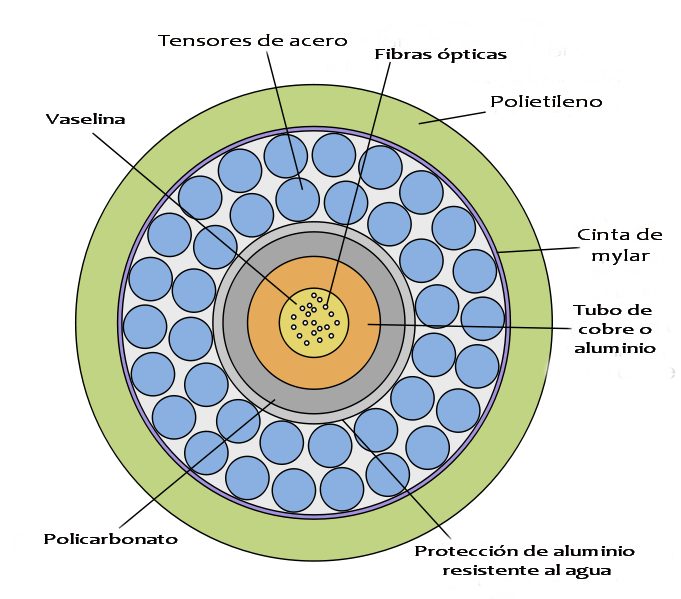 Tensores de acero
Fibras ópticas
Polietileno
Vaselina
Cinta de
mylar
Tubo de
cobre o
aluminio
Policarbonato
Protección de aluminio
resistente al agua